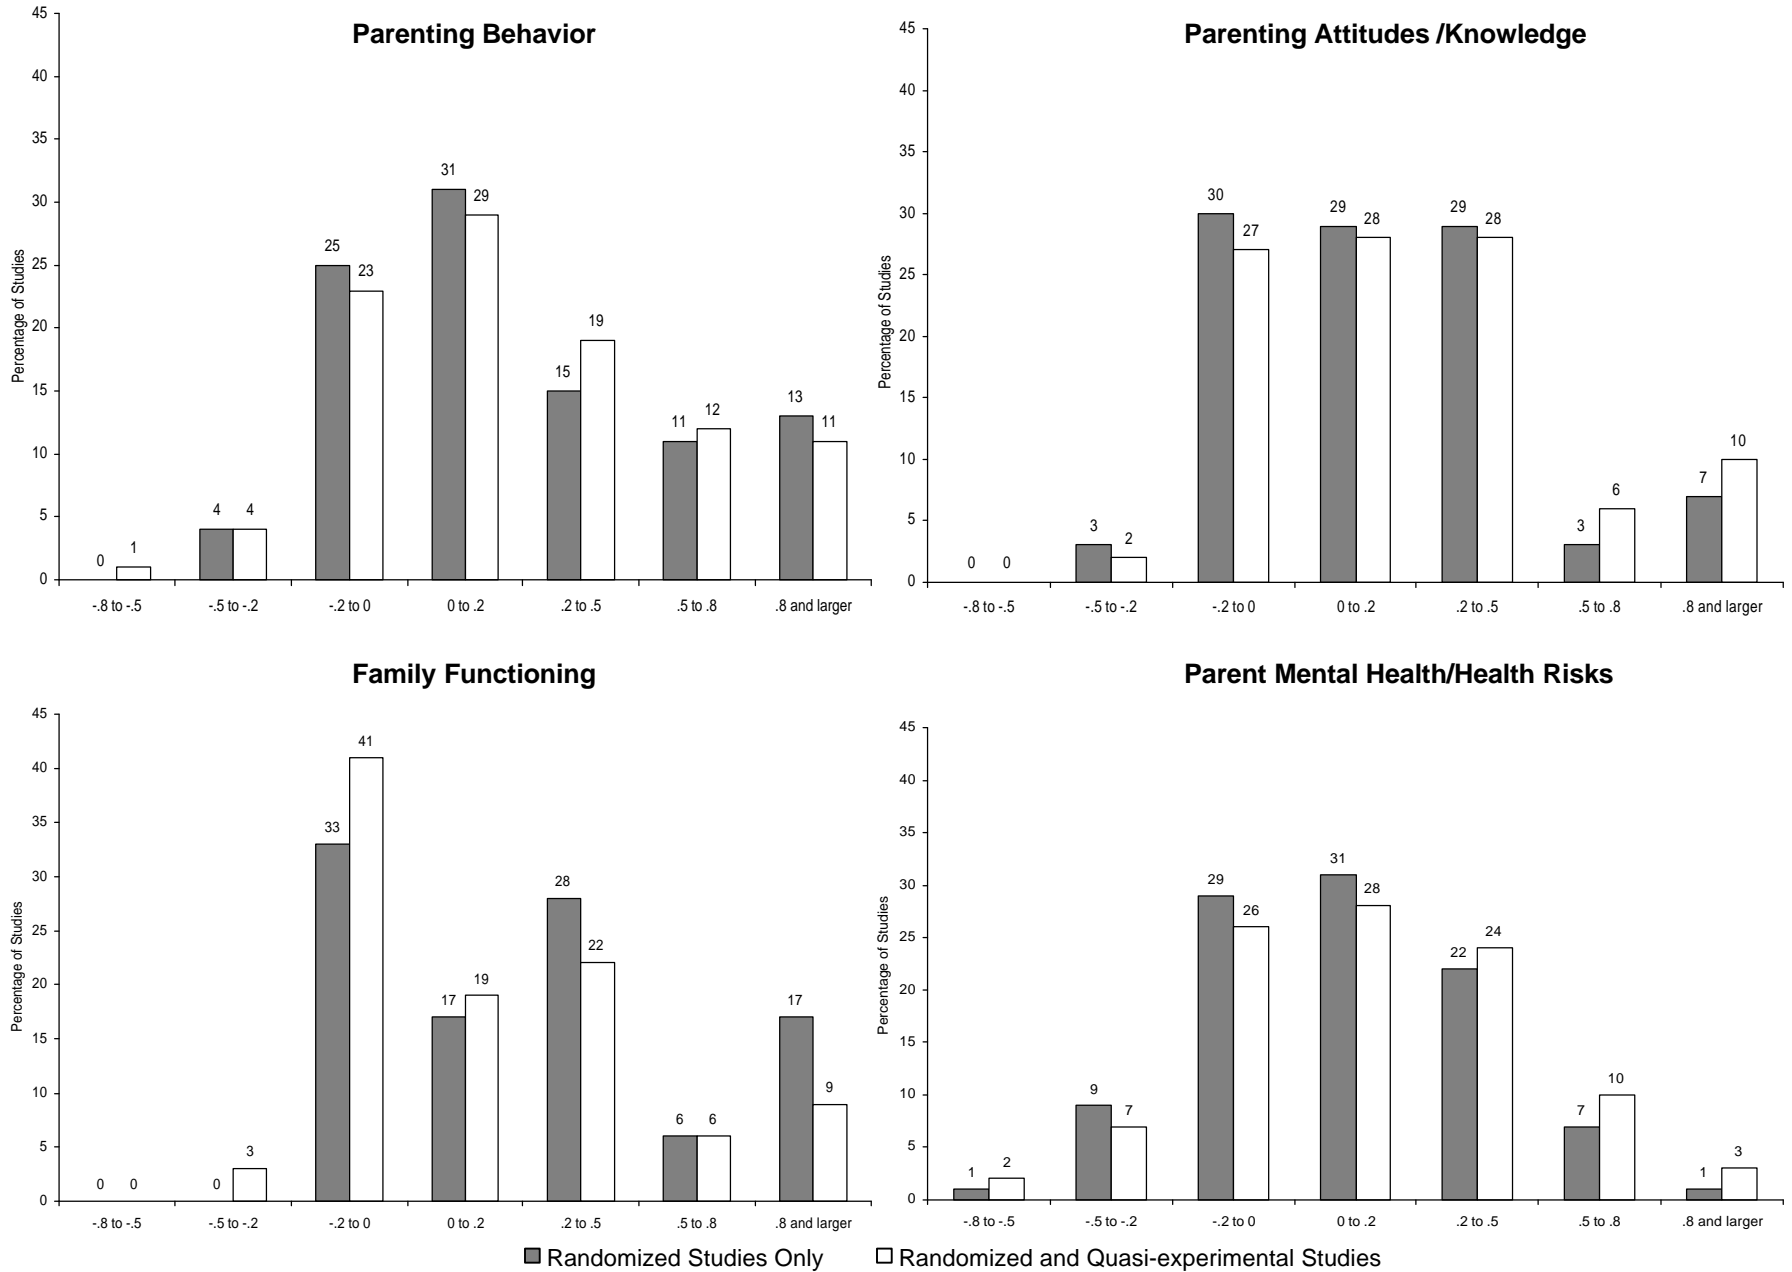 Parenting Behavior
45
40
35
30
25
20
15
10
5
0
Percentage of Studies
0 1 4 4 25 23 31 29 15 19 11 12 13 11
-.8 to -.5 -.5 to -.2 -.2 to 0 0 to .2 .2 to .5 .5 to .8 .8 and larger
Parenting Attitudes /Knowledge
45
40
35
30
25
20
15
10
5
0
Percentage of Studies
0 0 3 2 30 27 29 28 29 28 3 6 7 10
-.8 to -.5 -.5 to -.2 -.2 to 0 0 to .2 .2 to .5 .5 to .8 .8 and larger
Family Functioning
45
40
35
30
25
20
15
10
5
0
Percentage of Studies
0 0 0 3 33 41 17 19 28 22 6 6 17 9
-.8 to -.5 -.5 to -.2 -.2 to 0 0 to .2 .2 to .5 .5 to .8 .8 and larger
Parent Mental Health/Health Risks
45
40
35
30
25
20
15
10
5
0
Percentage of Studies
1 2 9 7 29 26 31 28 22 24 7 10 1 3
-.8 to -.5 -.5 to -.2 -.2 to 0 0 to .2 .2 to .5 .5 to .8 .8 and larger
Randomized Studies Only Randomized and Quasi-experimental Studies